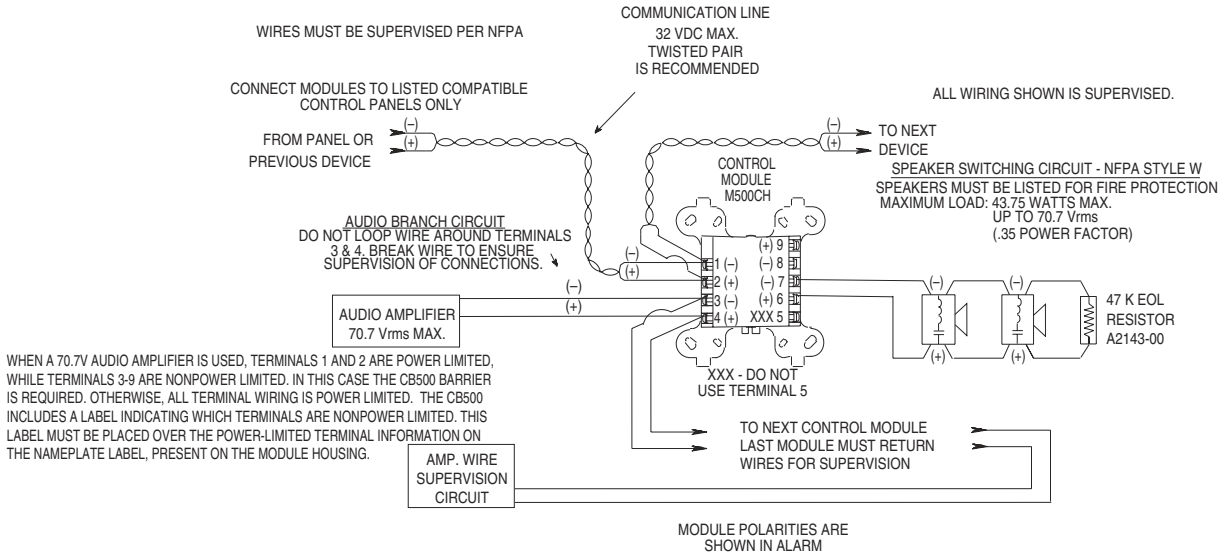 WIRES MUST BE SUPERVISED PER NFPA
COMMUNICATION LINE
32 VDC MAX.
TWISTED PAIR
IS RECOMMENDED
CONNECT MODULES TO LISTED COMPATIBLE
CONTROL PANELS ONLY
(–)
(+)
FROM PANEL OR
PREVIOUS DEVICE
ALL WIRING SHOWN IS SUPERVISED.
(–)
(+)
TO NEXT
DEVICE
SPEAKER SWITCHING CIRCUIT - NFPA STYLE W
SPEAKERS MUST BE LISTED FOR FIRE PROTECTION
MAXIMUM LOAD: 43.75 WATTS MAX.
UP TO 70.7 Vrms
(.35 POWER FACTOR)
CONTROL
MODULE
M500CH
AUDIO BRANCH CIRCUIT
DO NOT LOOP WIRE AROUND TERMINALS
3 & 4. BREAK WIRE TO ENSURE
SUPERVISION OF CONNECTIONS.
(–)
(+)
(–)
(+)
1 (–)
2 (+)
3 (–)
4 (+)
(+) 9
(–) 8
(–) 7
(+) 6
XXX 5
AUDIO AMPLIFIER
70.7 Vrms MAX.
(–)
(+)
(–)
(+)
47 K EOL
RESISTOR
A2143-00
WHEN A 70.7V AUDIO AMPLIFIER IS USED, TERMINALS 1 AND 2 ARE POWER LIMITED,
WHILE TERMINALS 3-9 ARE NONPOWER LIMITED. IN THIS CASE THE CB500 BARRIER
IS REQUIRED. OTHERWISE, ALL TERMINAL WIRING IS POWER LIMITED. THE CB500
INCLUDES A LABEL INDICATING WHICH TERMINALS ARE NONPOWER LIMITED. THIS
LABEL MUST BE PLACED OVER THE POWER-LIMITED TERMINAL INFORMATION ON
THE NAMEPLATE LABEL, PRESENT ON THE MODULE HOUSING.
XXX - DO NOT
USE TERMINAL 5
TO NEXT CONTROL MODULE
LAST MODULE MUST RETURN
WIRES FOR SUPERVISION
AMP. WIRE
SUPERVISION
CIRCUIT
MODULE POLARITIES ARE
SHOWN IN ALARM